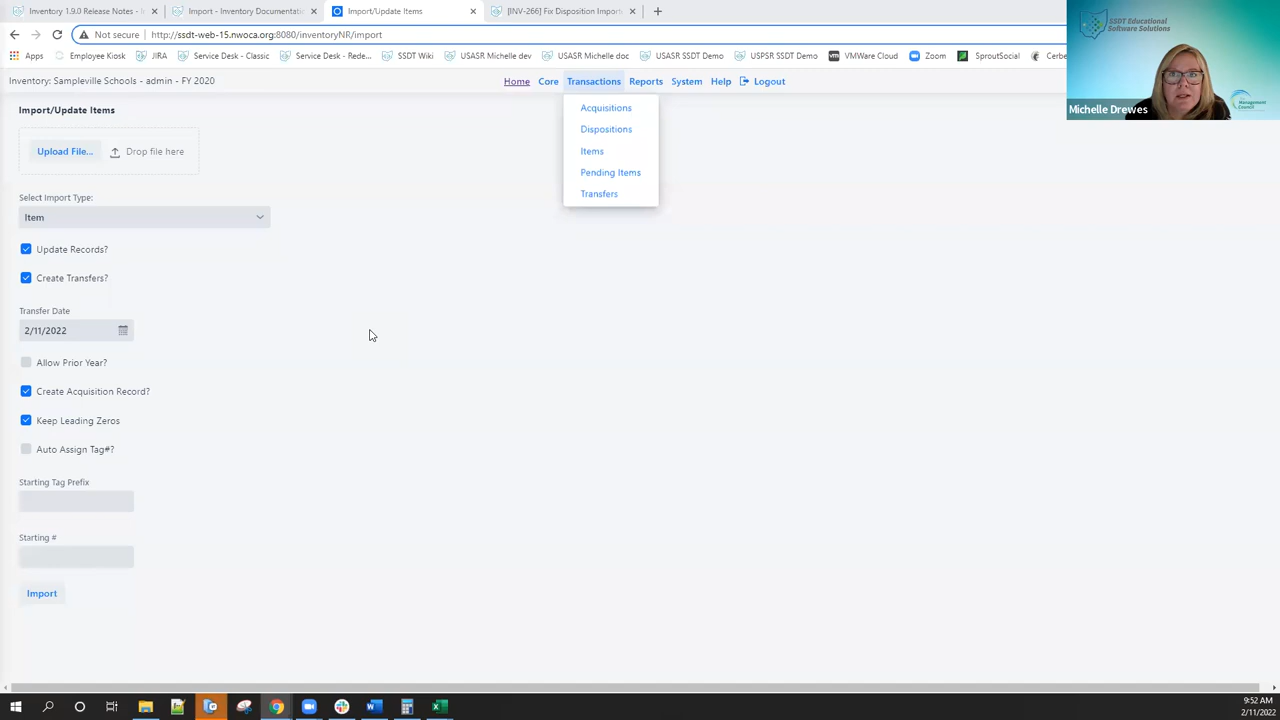 Inventory 1.9.0 Release Notes - I
Import - Inventory Documentatio
Import/Update Items
[INV-266] Fix Disposition Import:
Not secure
http://ssdt-web-15.nwoca.org:8080/inventoryNR/import
Apps
Employee Kiosk
JIRA
Service Desk - Classic
Service Desk - Rede...
SSDT Wiki
USASR Michelle dev
USASR Michelle doc
USASR SSDT Demo
USPSR SSDT Demo
VMWare Cloud
Zoom
SproutSocial
Cerbe
Inventory: Sampleville Schools - admin - FY 2020
Home
Core
Transactions
Reports
System
Help
Logout
Acquisitions
Dispositions
Items
Pending Items
Transfers
Import/Update Items
Upload File...
Drop file here
Select Import Type:
Item
Update Records?
Create Transfers?
Transfer Date
2/11/2022
Allow Prior Year?
Create Acquisition Record?
Keep Leading Zeros
Auto Assign Tag#?
Starting Tag Prefix
Starting #
Import
SSDT Educational
Software Solutions
Management
Council
Michelle Drewes
9:52 AM
2/11/2022